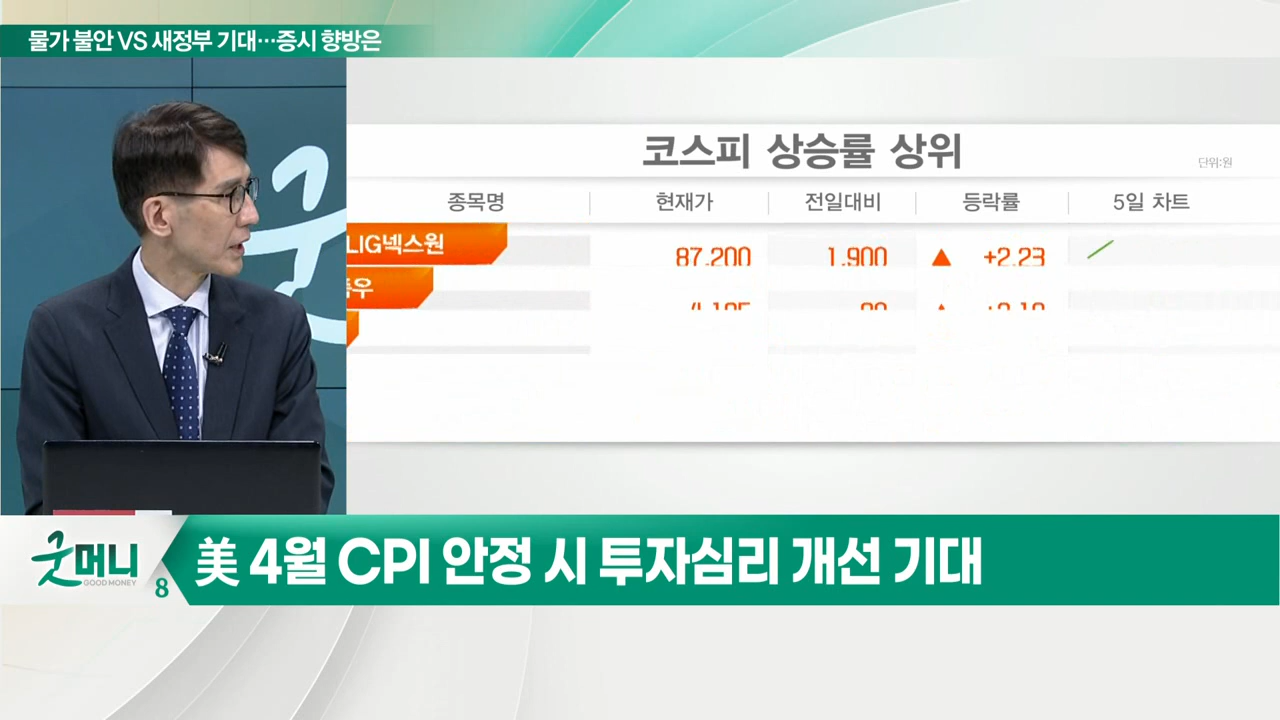 물가 불안 VS 새정부 기대…증시 향방은
코스피 상승률 상위
단위:원
종목명 현재가 전일대비 등락률 5일 차트
LIG넥스원 87,200 1,900 ▲ +2.23
굿머니 美 4월 CPI 안정 시 투자심리 개선 기대
GOOD MONEY
8